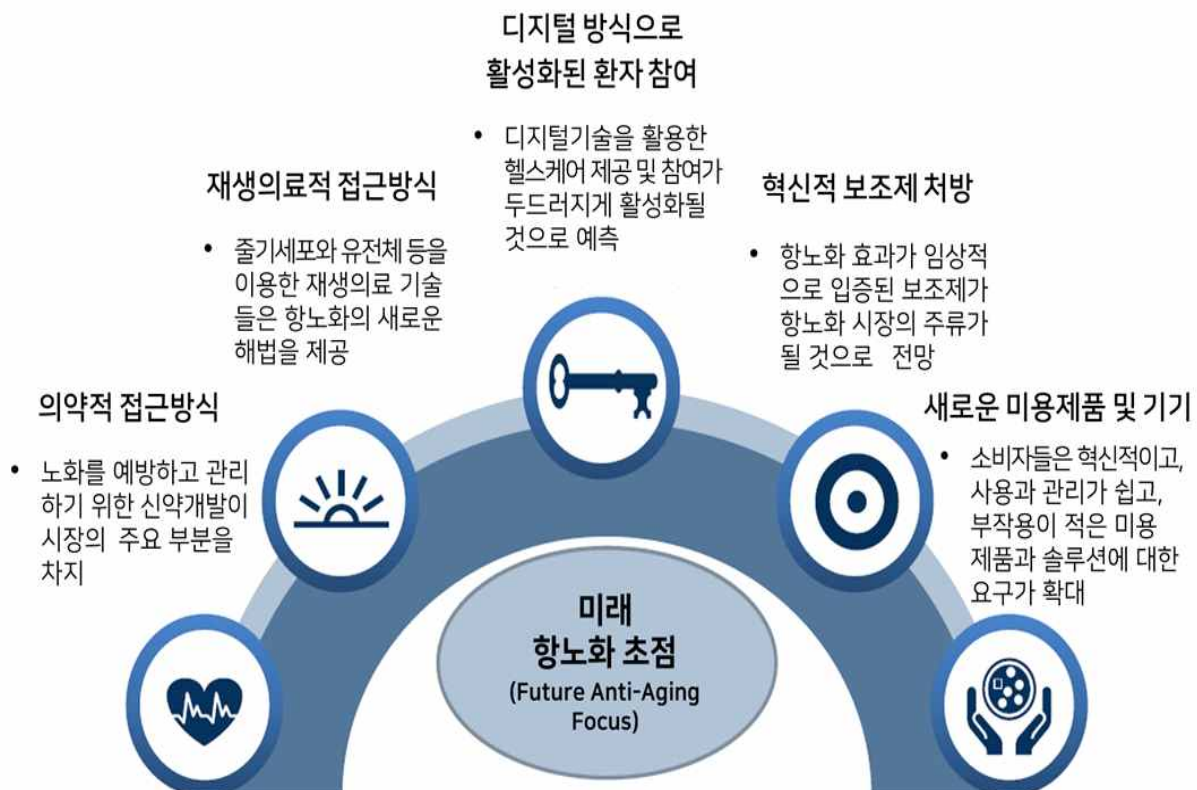 디지털 방식으로
활성화된 환자 참여
• 디지털기술을 활용한
헬스케어 제공 및 참여가
두드러지게 활성화될
것으로 예측
재생의료적 접근방식
• 줄기세포와 유전체 등을
이용한 재생의료 기술
들은 항노화의 새로운
해법을 제공
혁신적 보조제 처방
• 항노화 효과가 임상적
으로 입증된 보조제가
항노화 시장의 주류가
될 것으로 전망
의약적 접근방식
• 노화를 예방하고 관리
하기 위한 신약개발이
시장의 주요 부분을
차지
새로운 미용제품 및 기기
• 소비자들은 혁신적이고,
사용과 관리가 쉽고,
부작용이 적은 미용
제품과 솔루션에 대한
요구가 확대
미래
항노화 초점
(Future Anti-Aging
Focus)